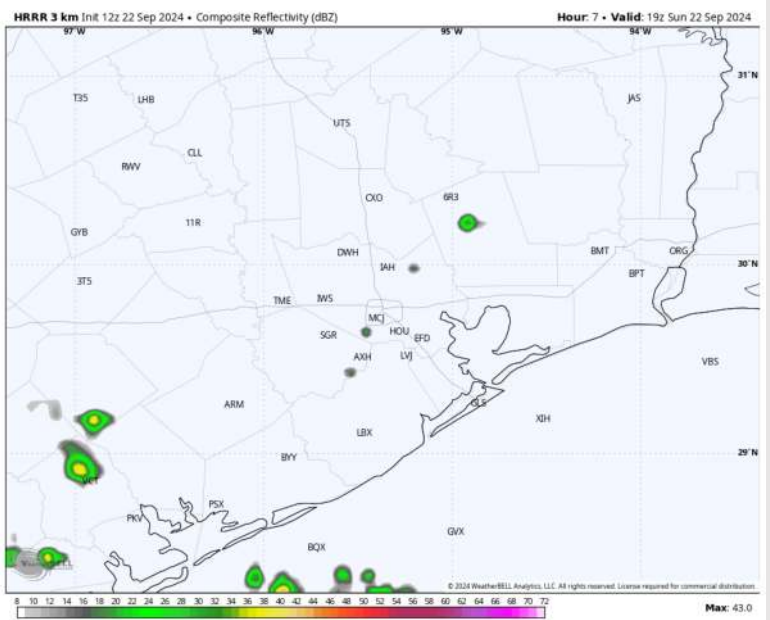 HRRR 3 km Init 12z 22 Sep 2024 • Composite Reflectivity (dBZ) Hour: 7 • Valid: 19z Sun 22 Sep 2024
97°W 96°W 95°W 94°W
31°N
T35 LHB JAS
UTS
CLL
RWV
CXO 6R3
11R
GYB
DWH BMT ORG
30°N
IAH
BPT
3T5
TME IWS
MCJ
SGR HOU EFD
AXH LVJ
VBS
ARM GLS
XIH
LBX
29°N
BYY
VCT
PSX
PKV
GVX
BQX
© 2024 WeatherBELL Analytics, LLC. All rights reserved. License required for commercial distribution.
8 10 12 14 16 18 20 22 24 26 28 30 32 34 36 38 40 42 44 46 48 50 52 54 56 58 60 62 64 66 68 70 72
Max: 43.0